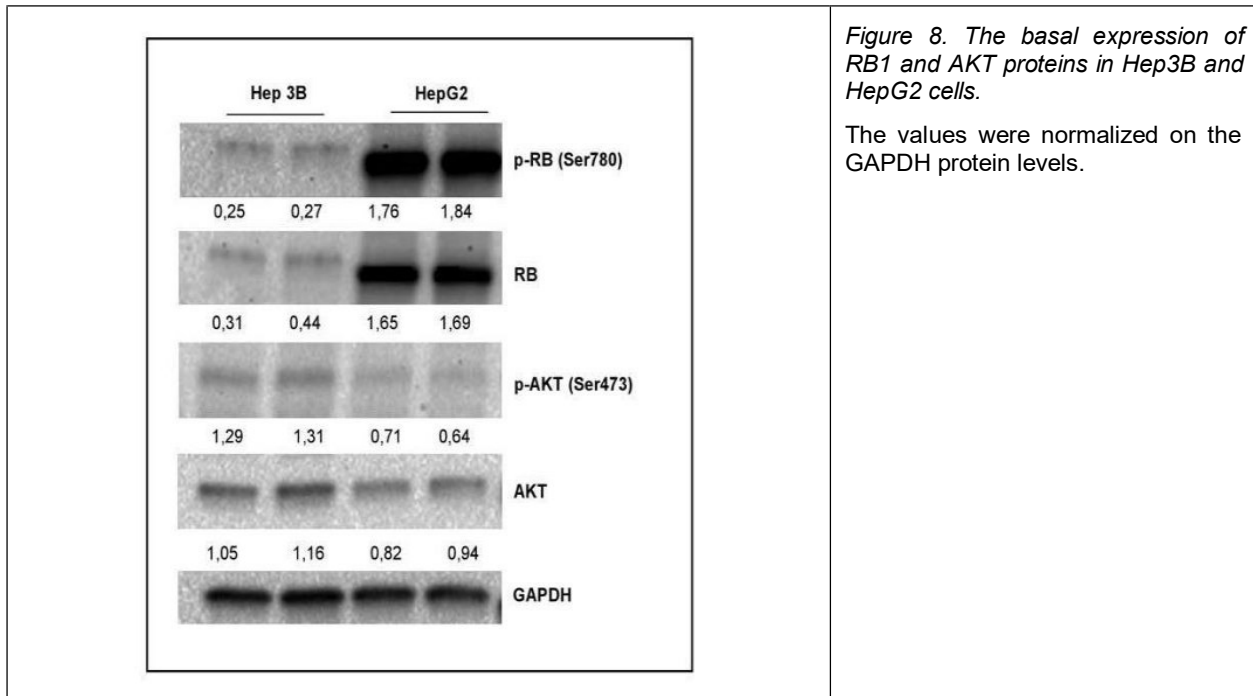 Hep 3B HepG2
p-RB (Ser780)
0,25 0,27 1,76 1,84
RB
0,31 0,44 1,65 1,69
p-AKT (Ser473)
1,29 1,31 0,71 0,64
AKT
1,05 1,16 0,82 0,94
GAPDH
Figure 8. The basal expression of
RB1 and AKT proteins in Hep3B and
HepG2 cells.
The values were normalized on the
GAPDH protein levels.